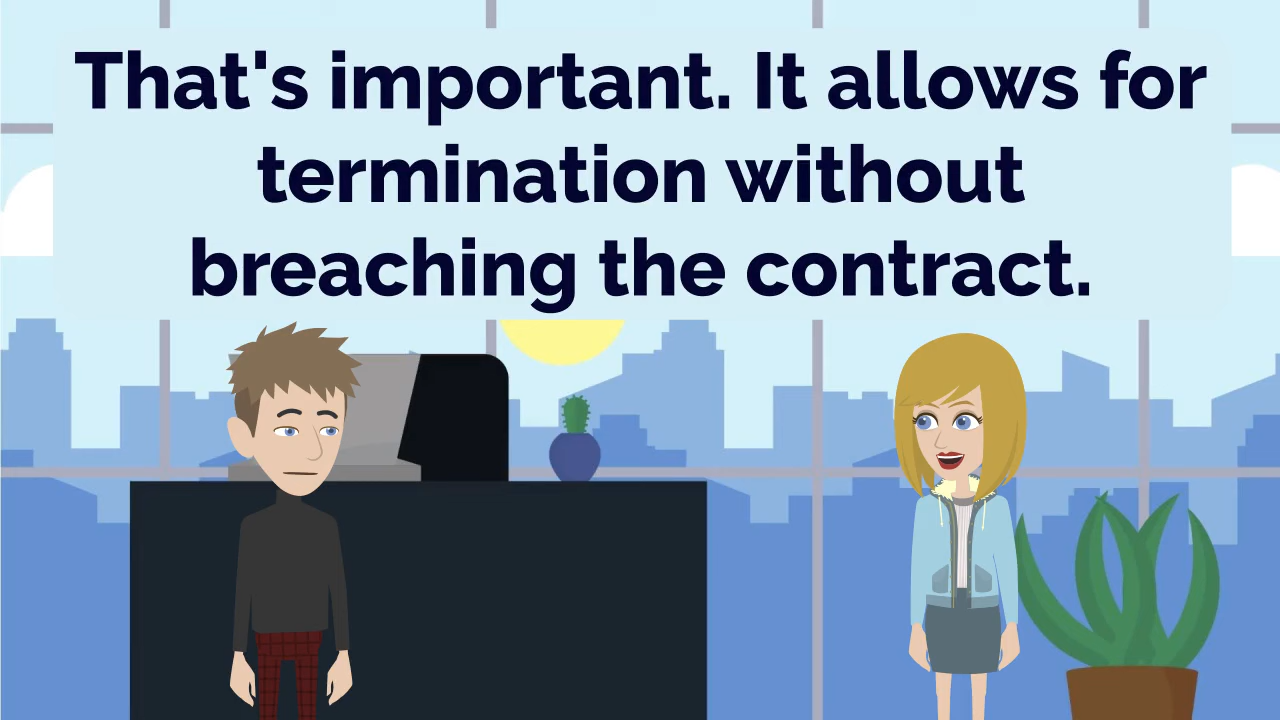 That's important. It allows for
termination without
breaching the contract.